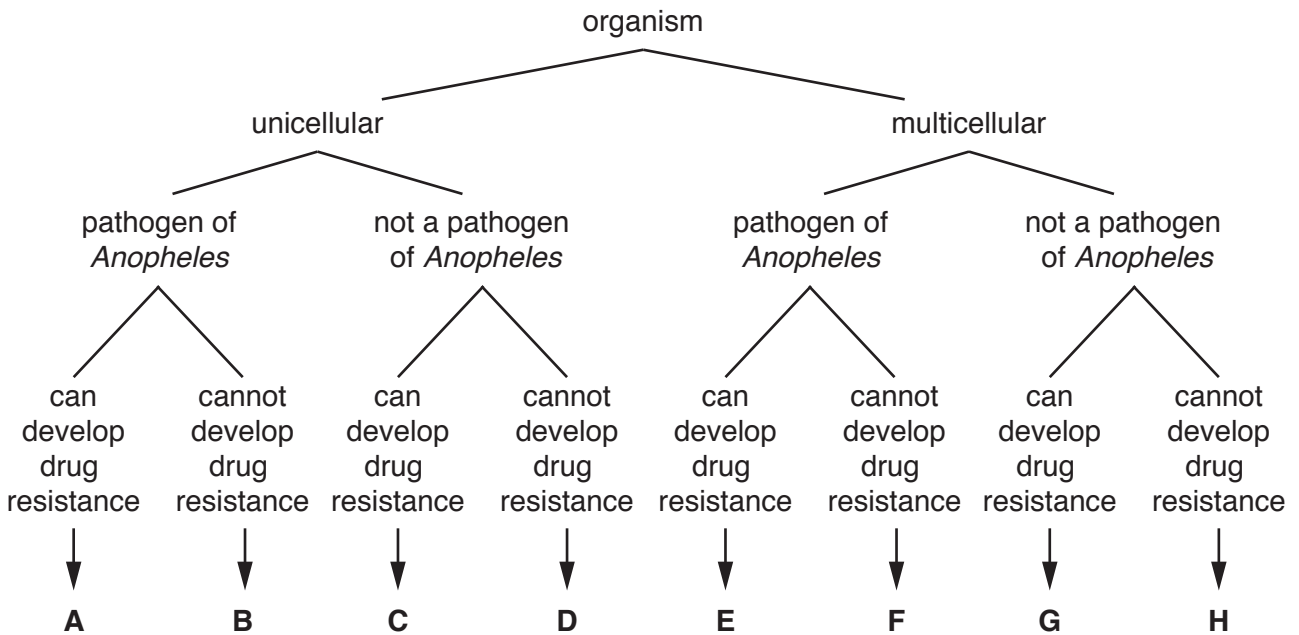 organism
unicellular
multicellular
pathogen of
Anopheles
not a pathogen
of Anopheles
pathogen of
Anopheles
not a pathogen
of Anopheles
can
develop
drug
resistance
cannot
develop
drug
resistance
can
develop
drug
resistance
cannot
develop
drug
resistance
can
develop
drug
resistance
cannot
develop
drug
resistance
can
develop
drug
resistance
cannot
develop
drug
resistance
A
B
C
D
E
F
G
H